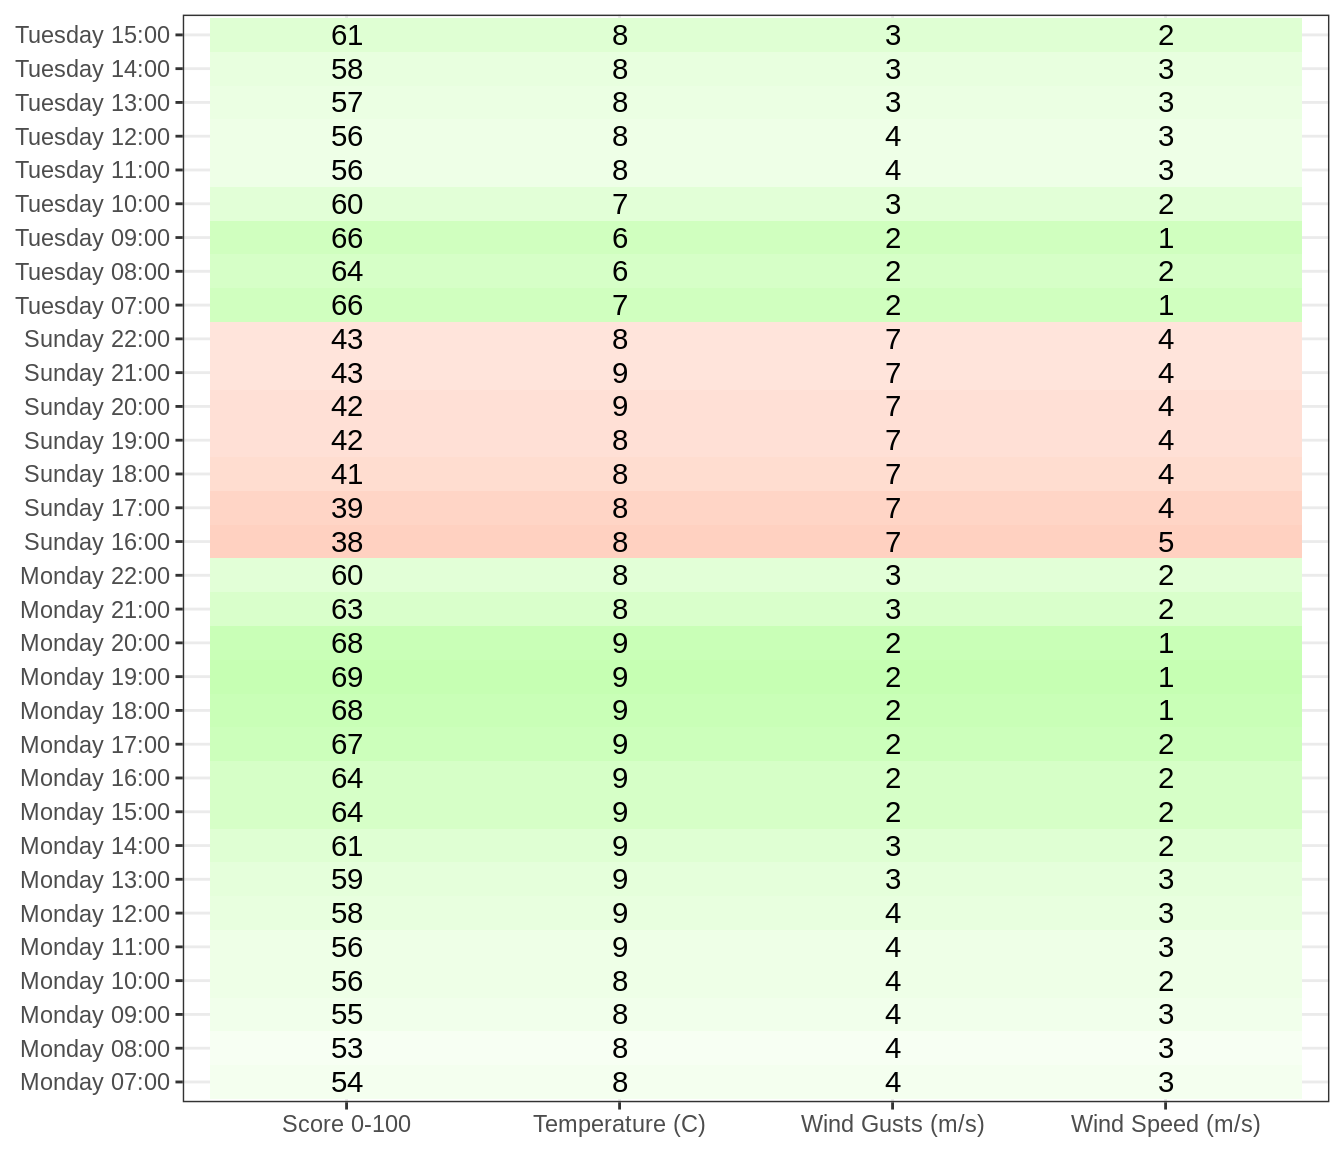 Tuesday 15:00 61 8 3 2
Tuesday 14:00 58 8 3 3
Tuesday 13:00 57 8 3 3
Tuesday 12:00 56 8 4 3
Tuesday 11:00 56 8 4 3
Tuesday 10:00 60 7 3 2
Tuesday 09:00 66 6 2 1
Tuesday 08:00 64 6 2 2
Tuesday 07:00 66 7 2 1
Sunday 22:00 43 8 7 4
Sunday 21:00 43 9 7 4
Sunday 20:00 42 9 7 4
Sunday 19:00 42 8 7 4
Sunday 18:00 41 8 7 4
Sunday 17:00 39 8 7 4
Sunday 16:00 38 8 7 5
Monday 22:00 60 8 3 2
Monday 21:00 63 8 3 2
Monday 20:00 68 9 2 1
Monday 19:00 69 9 2 1
Monday 18:00 68 9 2 1
Monday 17:00 67 9 2 2
Monday 16:00 64 9 2 2
Monday 15:00 64 9 2 2
Monday 14:00 61 9 3 2
Monday 13:00 59 9 3 3
Monday 12:00 58 9 4 3
Monday 11:00 56 9 4 3
Monday 10:00 56 8 4 2
Monday 09:00 55 8 4 3
Monday 08:00 53 8 4 3
Monday 07:00 54 8 4 3
Score 0-100 Temperature (C) Wind Gusts (m/s) Wind Speed (m/s)